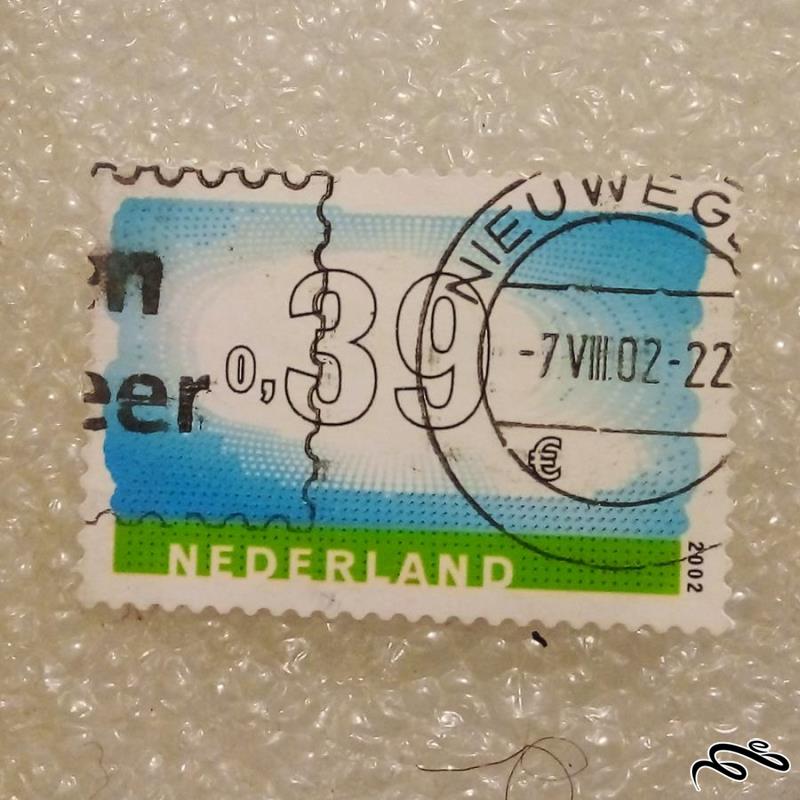 NIEUWEG
en
0,39
-7 VIII.02-22
eer
NEDERLAND
2002